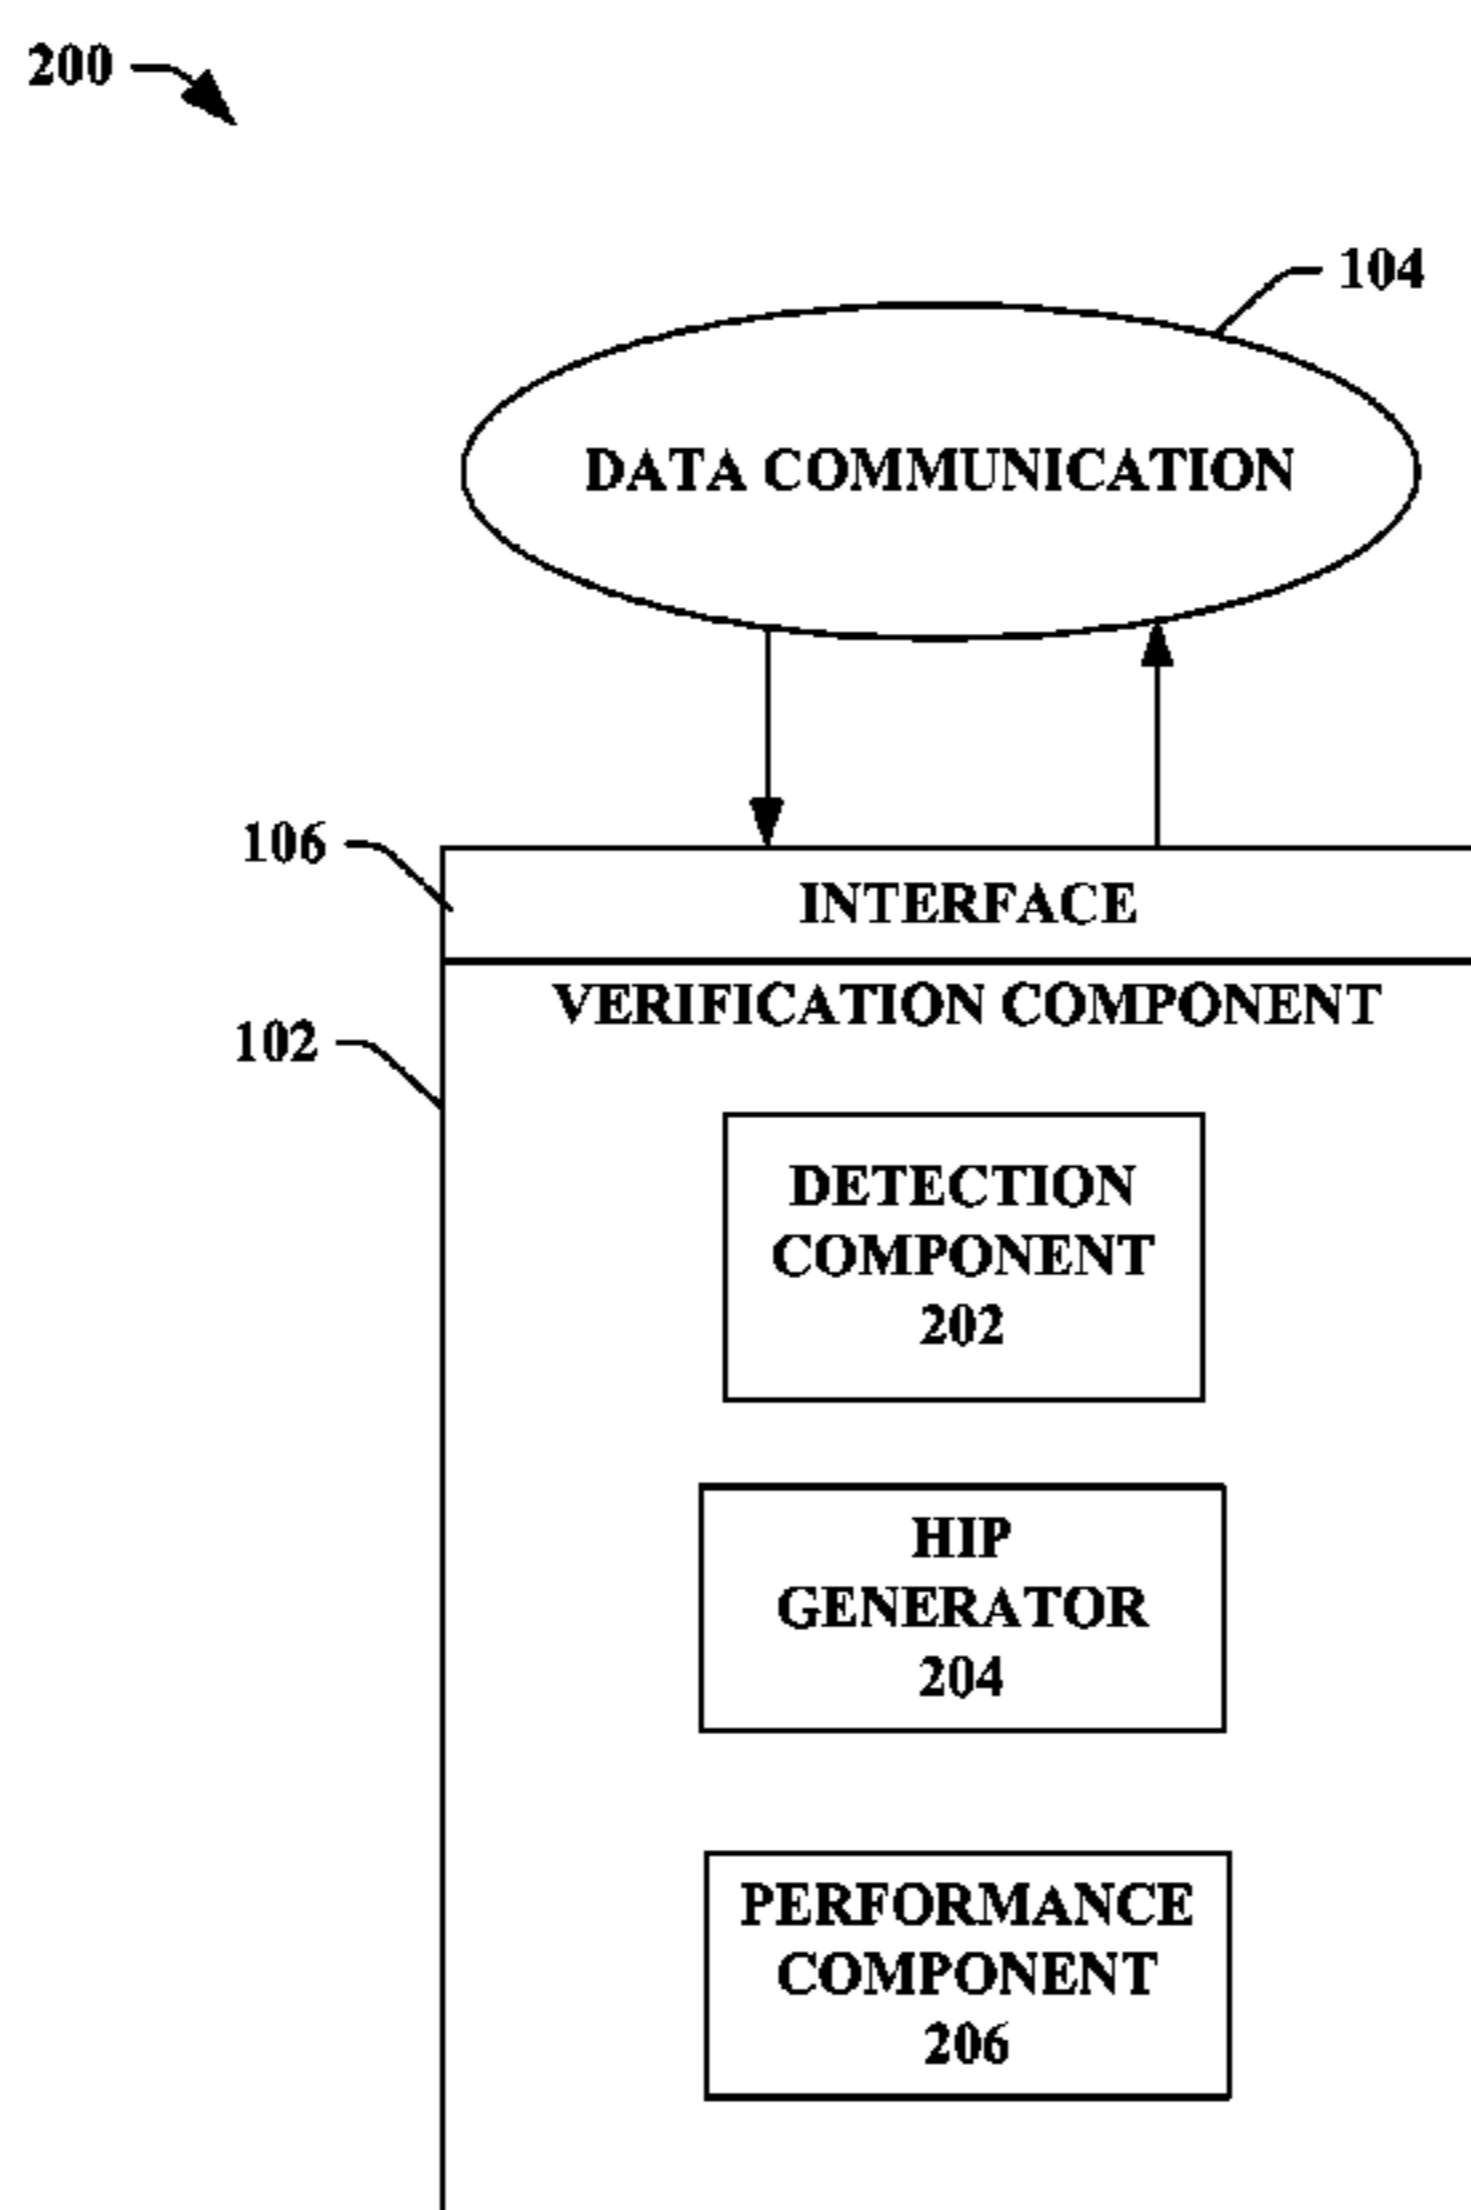 200
104
DATA COMMUNICATION
106
INTERFACE
VERIFICATION COMPONENT
102
DETECTION
COMPONENT
202
HIP
GENERATOR
204
PERFORMANCE
COMPONENT
206